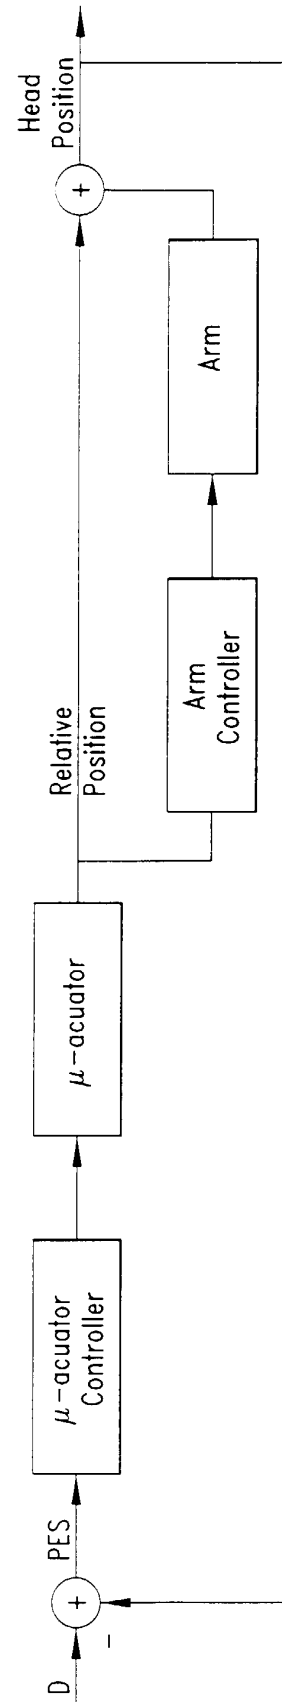 D
+
−
PES
μ-acuator
Controller
μ-acuator
Relative
Position
Arm
Controller
Arm
+
Head
Position